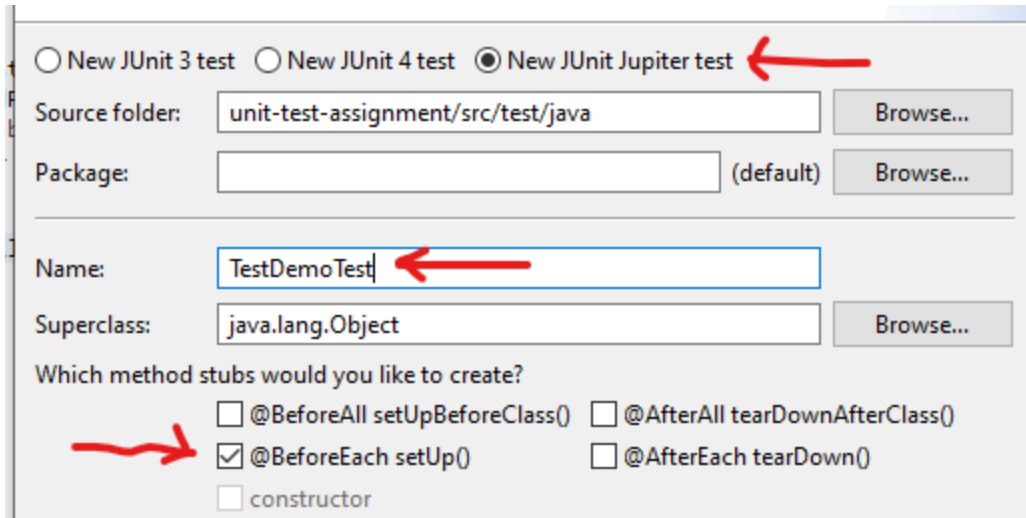 New JUnit 3 test New JUnit 4 test New JUnit Jupiter test
Source folder: unit-test-assignment/src/test/java Browse...
Package: (default) Browse...
Name: TestDemoTest
Superclass: java.lang.Object Browse...
Which method stubs would you like to create?
@BeforeAll setUpBeforeClass() @AfterAll tearDownAfterClass()
@BeforeEach setUp() @AfterEach tearDown()
constructor